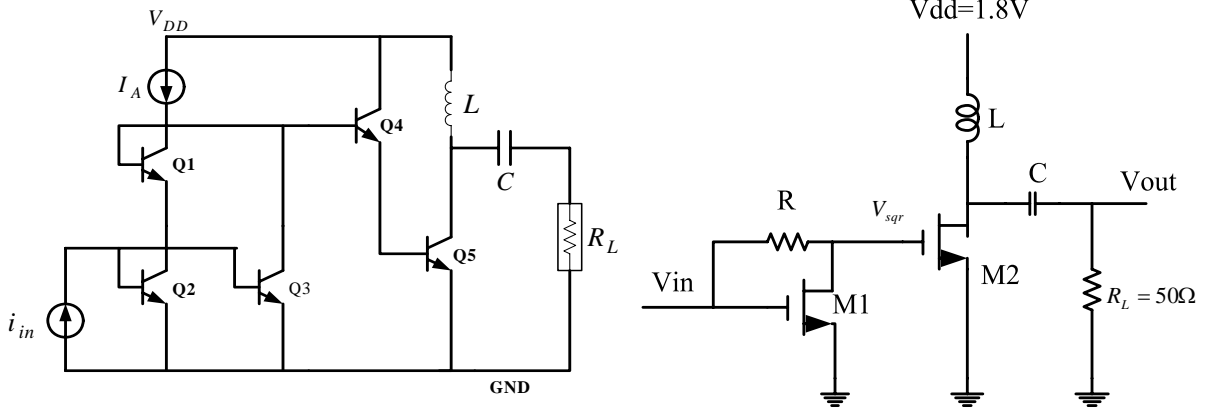 V_DD
I_A
Q1
Q2
Q3
Q4
Q5
L
C
R_L
i_in
GND
Vdd=1.8V
L
C
Vout
R
V_sqr
Vin
M1
M2
R_L = 50Ω